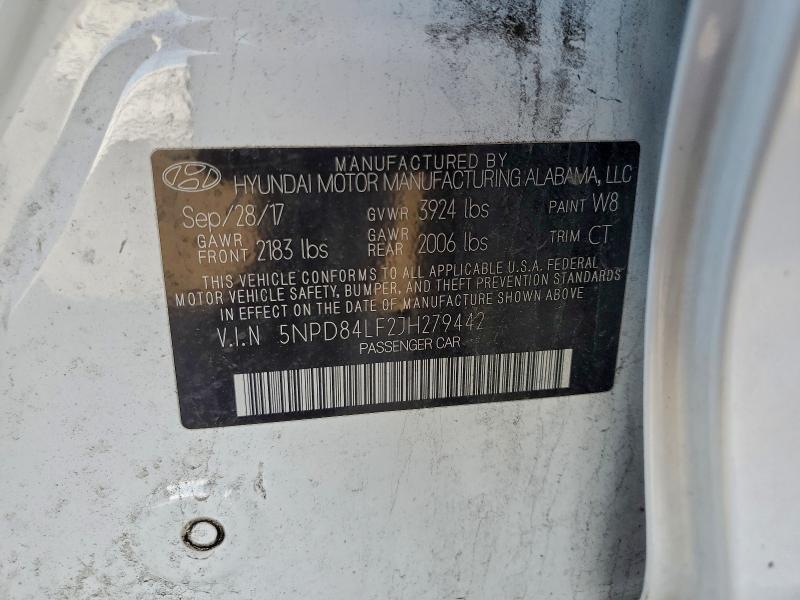 MANUFACTURED BY
HYUNDAI MOTOR MANUFACTURING ALABAMA, LLC
Sep/28/17 GVWR 3924 lbs PAINT W8
GAWR FRONT 2183 lbs GAWR REAR 2006 lbs TRIM CT
THIS VEHICLE CONFORMS TO ALL APPLICABLE U.S.A. FEDERAL
MOTOR VEHICLE SAFETY, BUMPER, AND THEFT PREVENTION STANDARDS
IN EFFECT ON THE DATE OF MANUFACTURE SHOWN ABOVE
V.I.N 5NPD84LF2JH279442
PASSENGER CAR